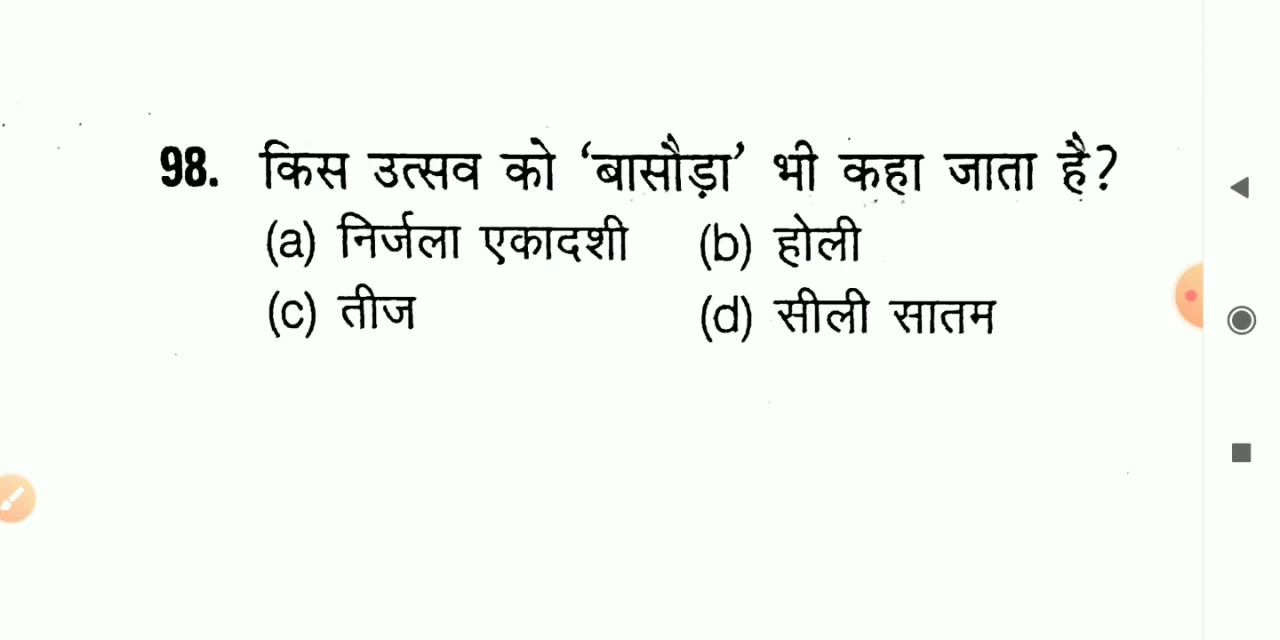 98. किस उत्सव को ‘बासौड़ा’ भी कहा जाता है?
(a) निर्जला एकादशी (b) होली
(c) तीज (d) सीली सातम